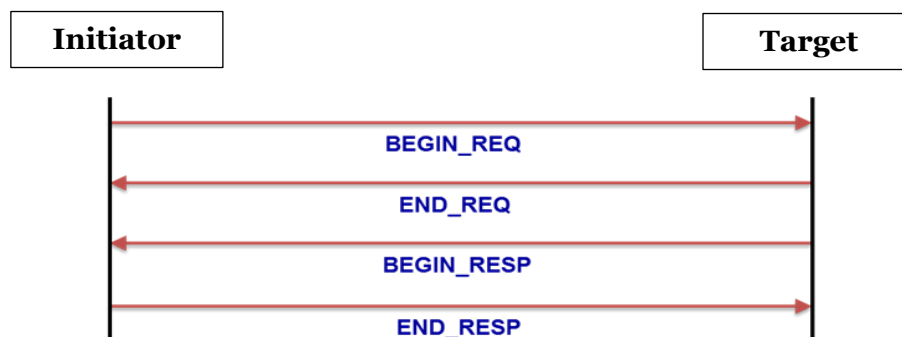 Initiator
Target
BEGIN_REQ
END_REQ
BEGIN_RESP
END_RESP